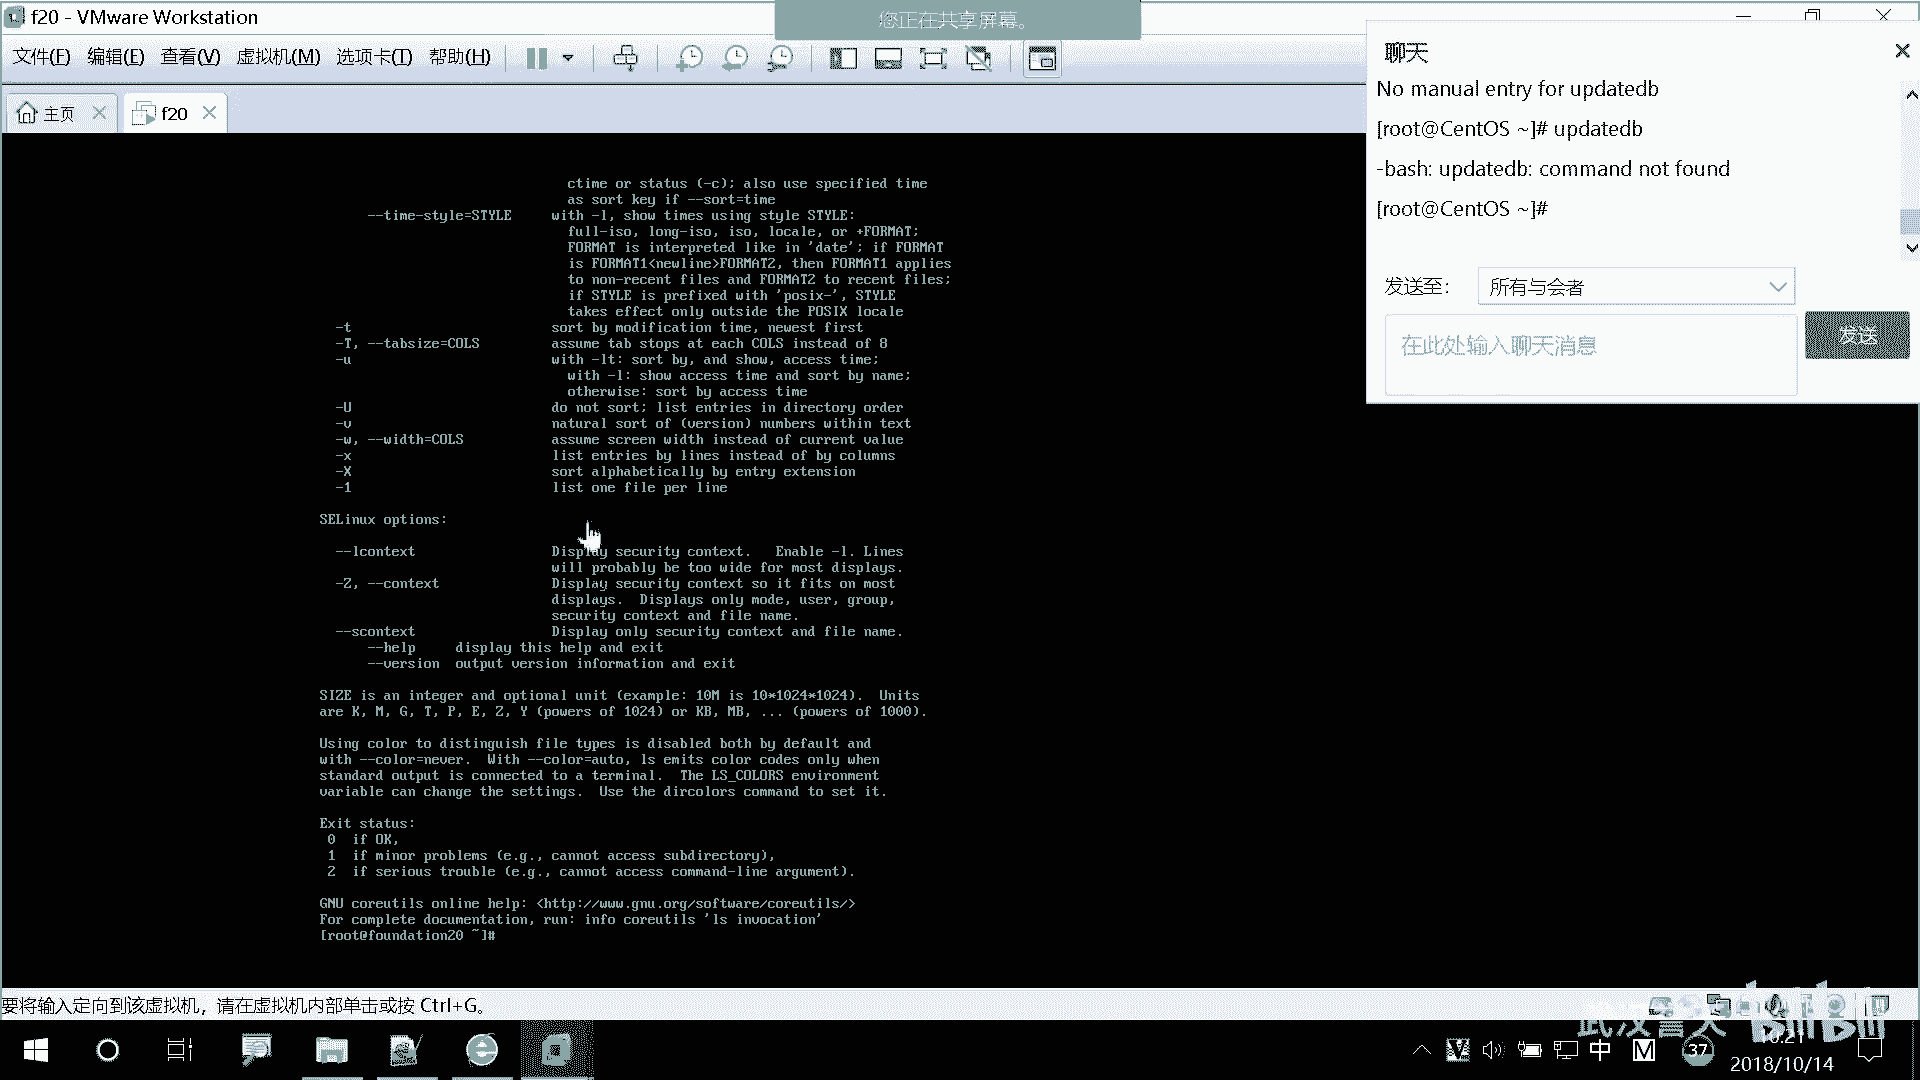 f20 - VMware Workstation
您正在共享屏幕。
文件(F) 编辑(E) 查看(V) 虚拟机(M) 选项卡(T) 帮助(H)
主页
f20
聊天
No manual entry for updatedb
[root@CentOS ~]# updatedb
-bash: updatedb: command not found
[root@CentOS ~]#
发送至：
所有与会者
在此处输入聊天消息
发送
ctime or status (-c); also use specified time
as sort key if --sort=time
--time-style=STYLE with -l, show times using style STYLE:
full-iso, long-iso, iso, locale, or +FORMAT;
FORMAT is interpreted like in 'date'; if FORMAT
is FORMAT1<newline>FORMAT2, then FORMAT1 applies
to non-recent files and FORMAT2 to recent files;
if STYLE is prefixed with 'posix-', STYLE
takes effect only outside the POSIX locale
-t sort by modification time, newest first
-T, --tabsize=COLS assume tab stops at each COLS instead of 8
-u with -lt: sort by, and show, access time;
with -l: show access time and sort by name;
otherwise: sort by access time
-U do not sort; list entries in directory order
-v natural sort of (version) numbers within text
-w, --width=COLS assume screen width instead of current value
-x list entries by lines instead of by columns
-X sort alphabetically by entry extension
-1 list one file per line
SELinux options:
--lcontext Display security context. Enable -l. Lines
will probably be too wide for most displays.
-Z, --context Display security context so it fits on most
displays. Displays only mode, user, group,
security context and file name.
--scontext Display only security context and file name.
--help display this help and exit
--version output version information and exit
SIZE is an integer and optional unit (example: 10M is 10*1024*1024). Units
are K, M, G, T, P, E, Z, Y (powers of 1024) or KB, MB, ... (powers of 1000).
Using color to distinguish file types is disabled both by default and
with --color=never. With --color=auto, ls emits color codes only when
standard output is connected to a terminal. The LS_COLORS environment
variable can change the settings. Use the dircolors command to set it.
Exit status:
0 if OK,
1 if minor problems (e.g., cannot access subdirectory),
2 if serious trouble (e.g., cannot access command-line argument).
GNU coreutils online help: <http://www.gnu.org/software/coreutils/>
For complete documentation, run: info coreutils 'ls invocation'
[root@foundation20 ~]#
要将输入定向到该虚拟机，请在虚拟机内部单击或按 Ctrl+G。
武汉誉天 bilibili
中 M 37
2018/10/14